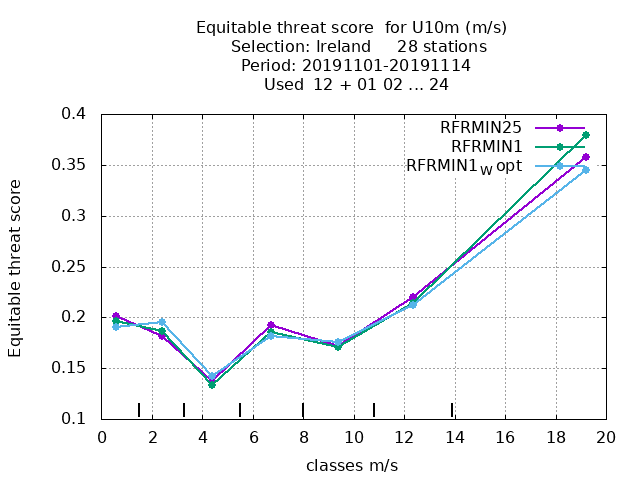 Equitable threat score for U10m (m/s)
Selection: Ireland 28 stations
Period: 20191101-20191114
Used 12 + 01 02 ... 24
0.4
0.35
0.3
0.25
0.2
0.15
0.1
Equitable threat score
RFRMIN25
RFRMIN1
RFRMIN1w opt
0 2 4 6 8 10 12 14 16 18 20
classes m/s